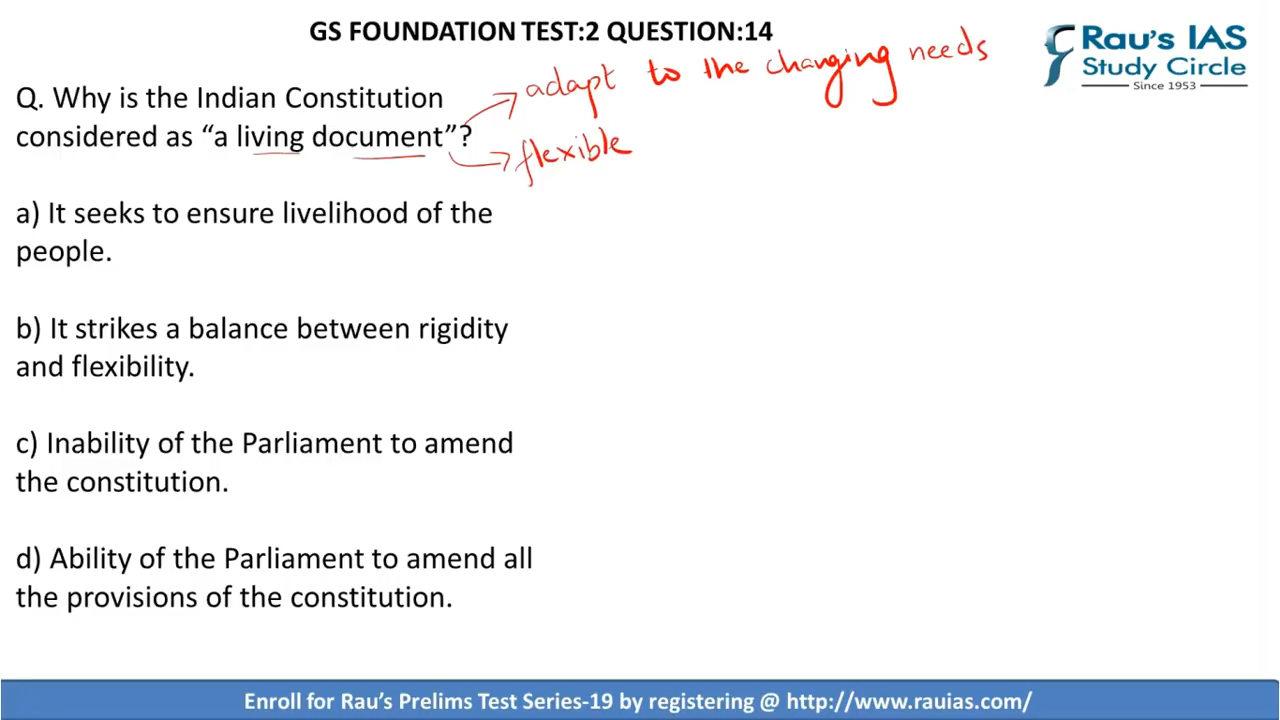 GS FOUNDATION TEST:2 QUESTION:14
Rau's IAS
Study Circle
Since 1953
adapt to the changing needs
Q. Why is the Indian Constitution
considered as “a living document”?
flexible
a) It seeks to ensure livelihood of the
people.
b) It strikes a balance between rigidity
and flexibility.
c) Inability of the Parliament to amend
the constitution.
d) Ability of the Parliament to amend all
the provisions of the constitution.
Enroll for Rau’s Prelims Test Series-19 by registering @ http://www.rauias.com/